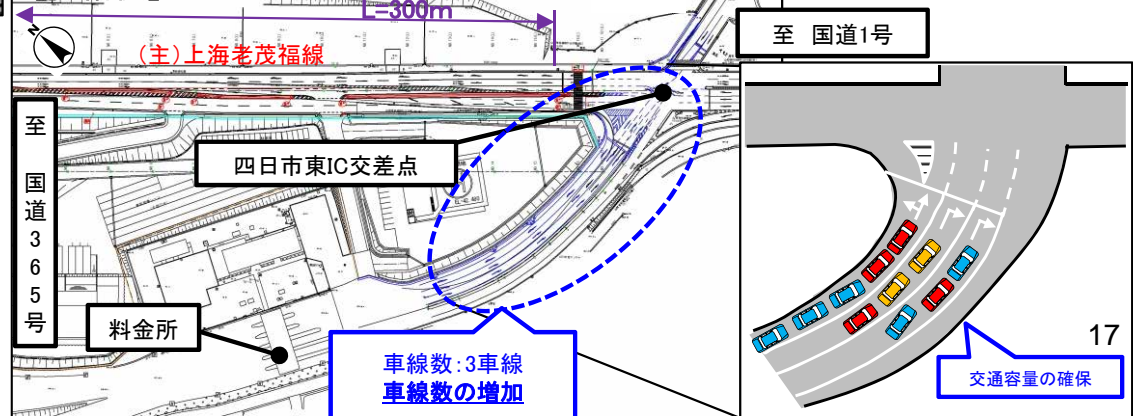 L=300m
N
(主)上海老茂福線
至 国道1号
至国道365号
四日市東IC交差点
料金所
車線数:3車線
車線数の増加
交通容量の確保
17